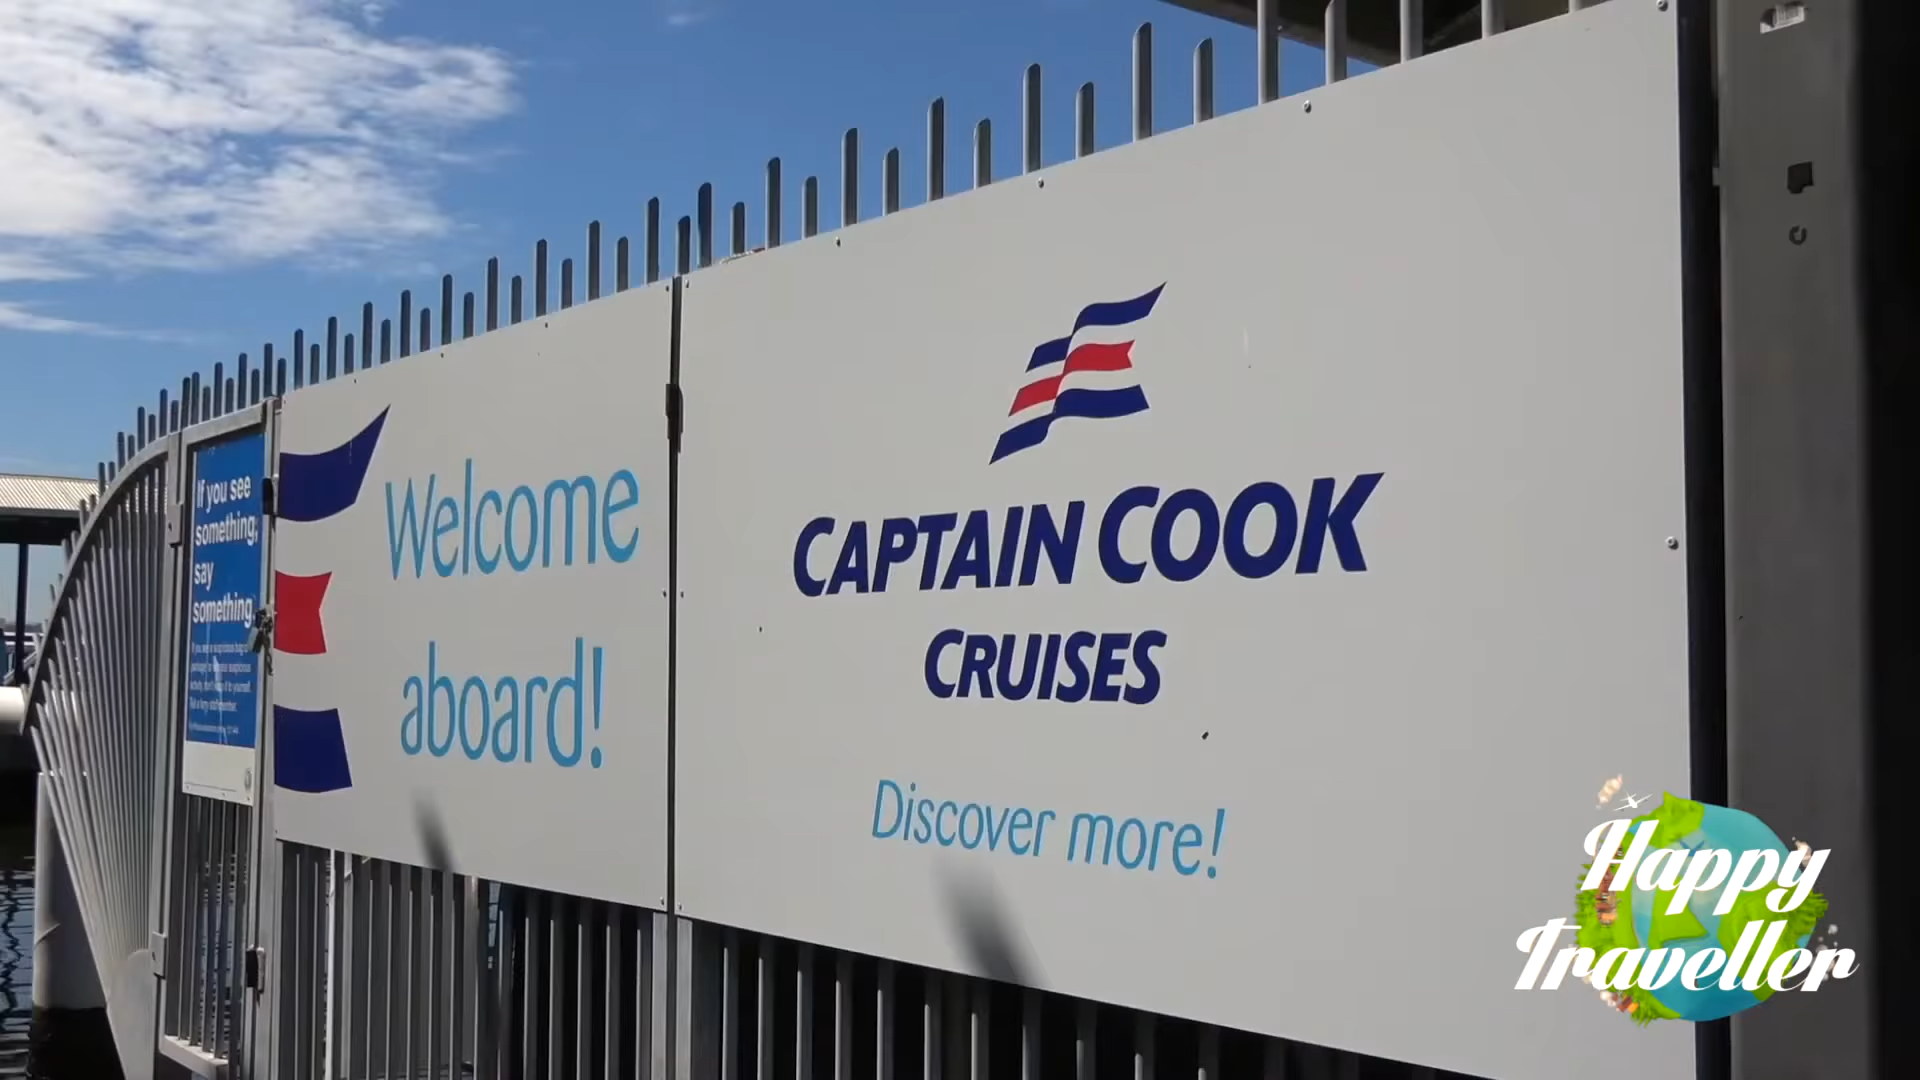 If you see
something,
say
something
Welcome
aboard!
CAPTAIN COOK
CRUISES
Discover more!
Happy
Traveller